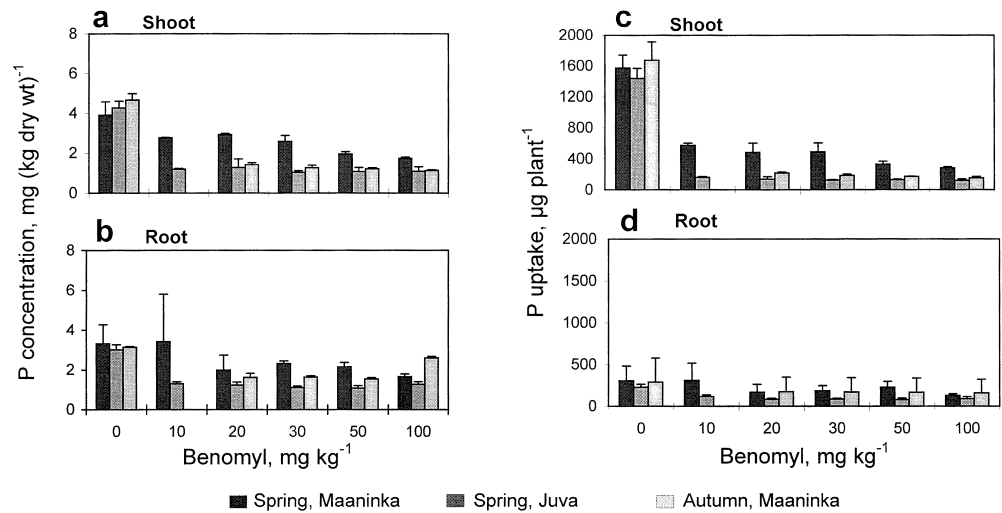 a Shoot
8
6
4
2
0
b Root
8
6
4
2
0
0 10 20 30 50 100
Benomyl, mg kg⁻¹
P concentration, mg (kg dry wt)⁻¹
c Shoot
2000
1600
1200
800
400
0
d Root
2000
1500
1000
500
0
0 10 20 30 50 100
Benomyl, mg kg⁻¹
P uptake, µg plant⁻¹
Spring, Maaninka Spring, Juva Autumn, Maaninka